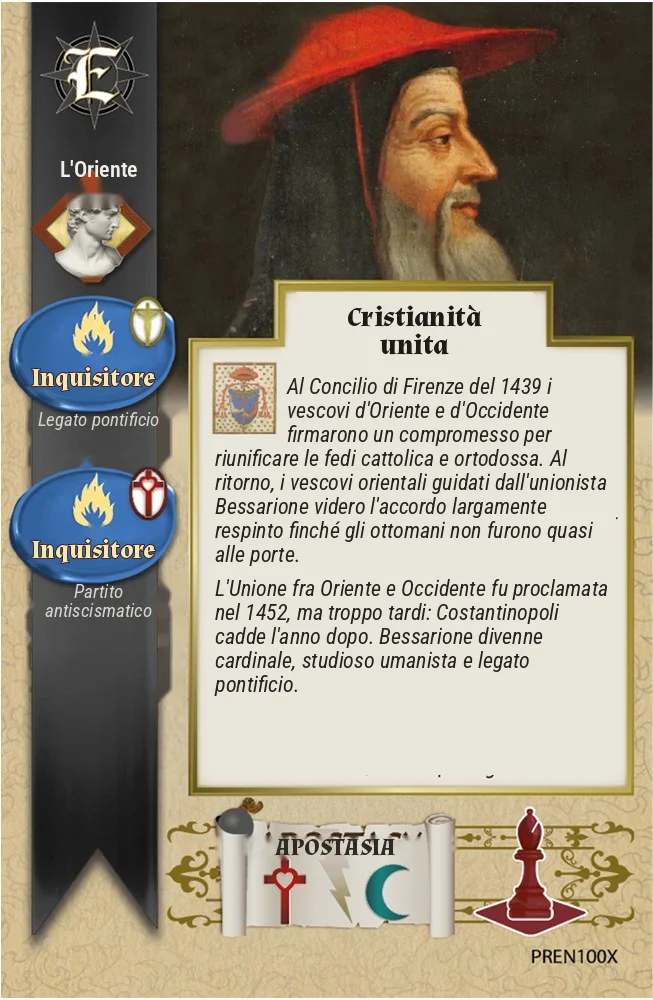 E
L'Oriente
Inquisitore
Legato pontificio
Inquisitore
Partito
antiscismatico
Cristianità
unita
Al Concilio di Firenze del 1439 i
vescovi d'Oriente e d'Occidente
firmarono un compromesso per
riunificare le fedi cattolica e ortodossa. Al
ritorno, i vescovi orientali guidati dall'unionista
Bessarione videro l'accordo largamente
respinto finché gli ottomani non furono quasi
alle porte.
L'Unione fra Oriente e Occidente fu proclamata
nel 1452, ma troppo tardi: Costantinopoli
cadde l'anno dopo. Bessarione divenne
cardinale, studioso umanista e legato
pontificio.
APOSTASIA
PREN100X